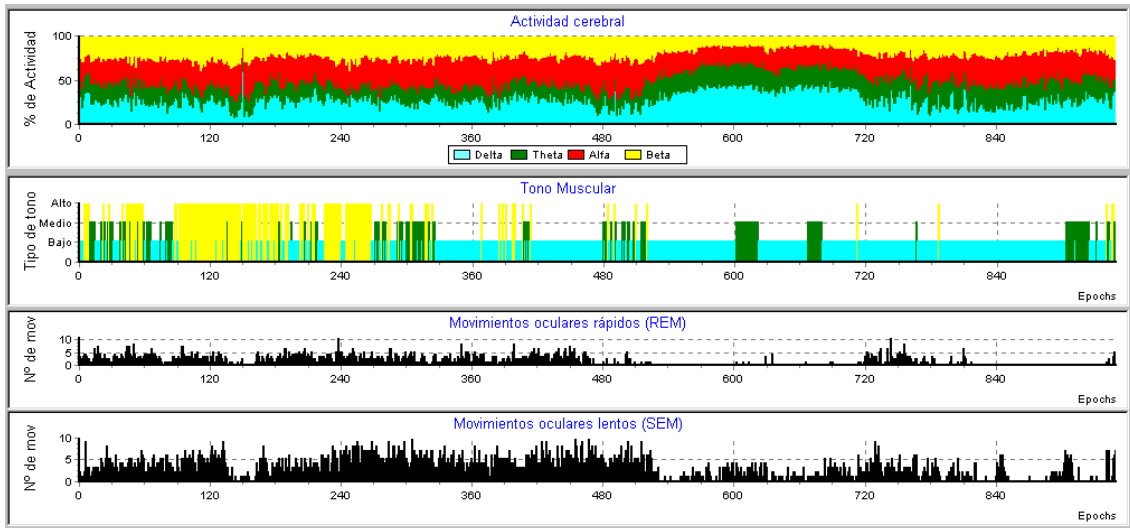 Actividad cerebral
% de Actividad
100
50
0
0 120 240 360 480 600 720 840
Delta Theta Alfa Beta
Tono Muscular
Tipo de tono
Alto
Medio
Bajo
0
0 120 240 360 480 600 720 840
Epochs
Movimientos oculares rápidos (REM)
Nº de mov
10
5
0
0 120 240 360 480 600 720 840
Epochs
Movimientos oculares lentos (SEM)
Nº de mov
10
5
0
0 120 240 360 480 600 720 840
Epochs